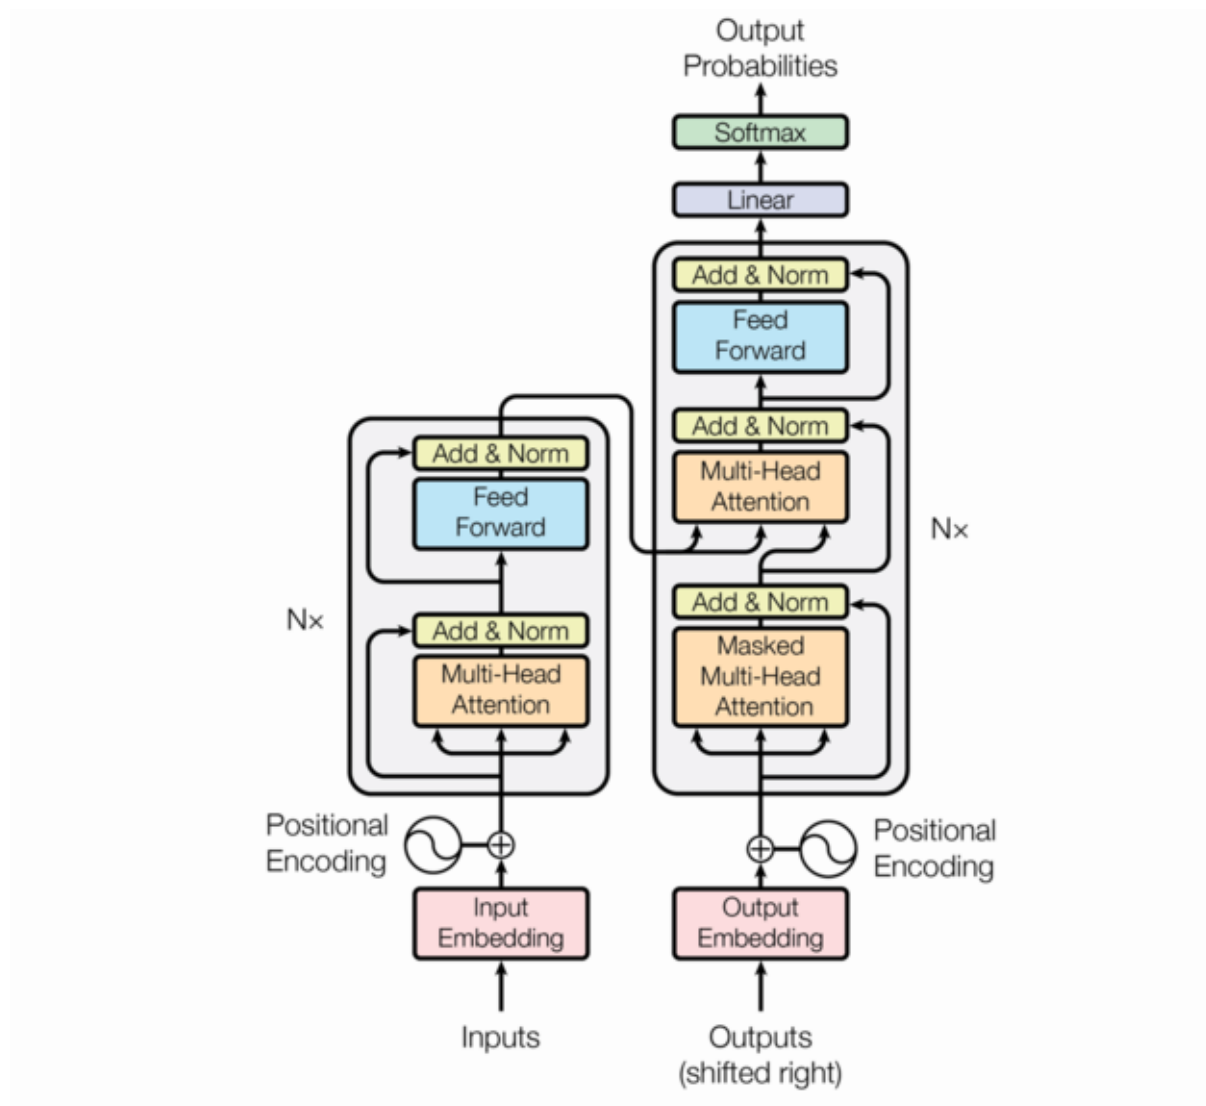 Output
Probabilities
Softmax
Linear
Add & Norm
Feed
Forward
Add & Norm
Multi-Head
Attention
Nx
Add & Norm
Masked
Multi-Head
Attention
Add & Norm
Feed
Forward
Nx
Add & Norm
Multi-Head
Attention
Positional
Encoding
Positional
Encoding
Input
Embedding
Output
Embedding
Inputs
Outputs
(shifted right)